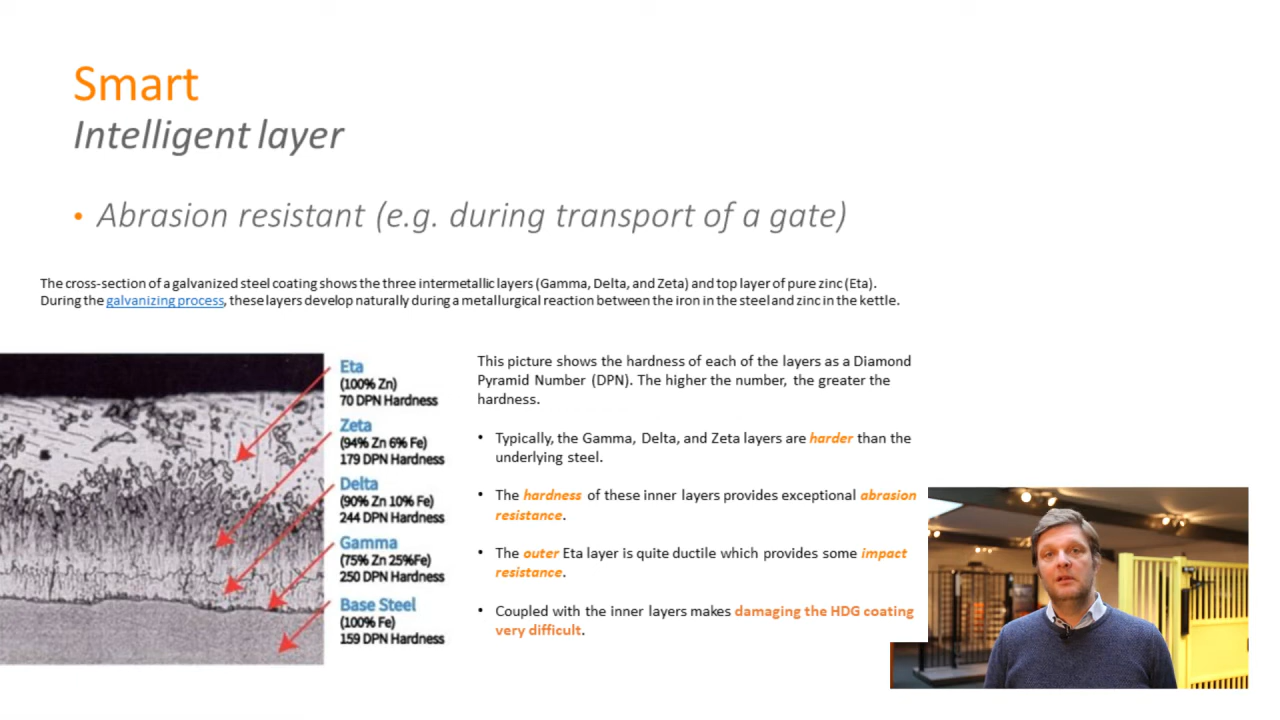 Smart
Intelligent layer
• Abrasion resistant (e.g. during transport of a gate)
The cross-section of a galvanized steel coating shows the three intermetallic layers (Gamma, Delta, and Zeta) and top layer of pure zinc (Eta).
During the galvanizing process, these layers develop naturally during a metallurgical reaction between the iron in the steel and zinc in the kettle.
Eta
(100% Zn)
70 DPN Hardness
Zeta
(94% Zn 6% Fe)
179 DPN Hardness
Delta
(90% Zn 10% Fe)
244 DPN Hardness
Gamma
(75% Zn 25%Fe)
250 DPN Hardness
Base Steel
(100% Fe)
159 DPN Hardness
This picture shows the hardness of each of the layers as a Diamond
Pyramid Number (DPN). The higher the number, the greater the
hardness.
• Typically, the Gamma, Delta, and Zeta layers are harder than the
underlying steel.
• The hardness of these inner layers provides exceptional abrasion
resistance.
• The outer Eta layer is quite ductile which provides some impact
resistance.
• Coupled with the inner layers makes damaging the HDG coating
very difficult.